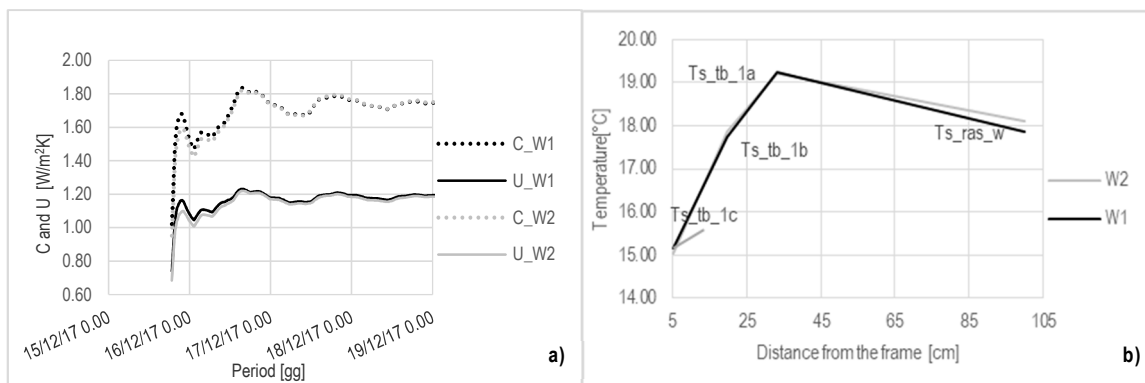 2.00
1.80
1.60
1.40
1.20
1.00
0.80
0.60
C and U [W/m²K]
15/12/17 0.00
16/12/17 0.00
17/12/17 0.00
18/12/17 0.00
19/12/17 0.00
Period [gg]
C_W1
U_W1
C_W2
U_W2
a)
20.00
19.00
18.00
17.00
16.00
15.00
14.00
Temperature[°C]
Ts_tb_1a
Ts_tb_1b
Ts_ras_w
Ts_tb_1c
5 25 45 65 85 105
Distance from the frame [cm]
W2
W1
b)